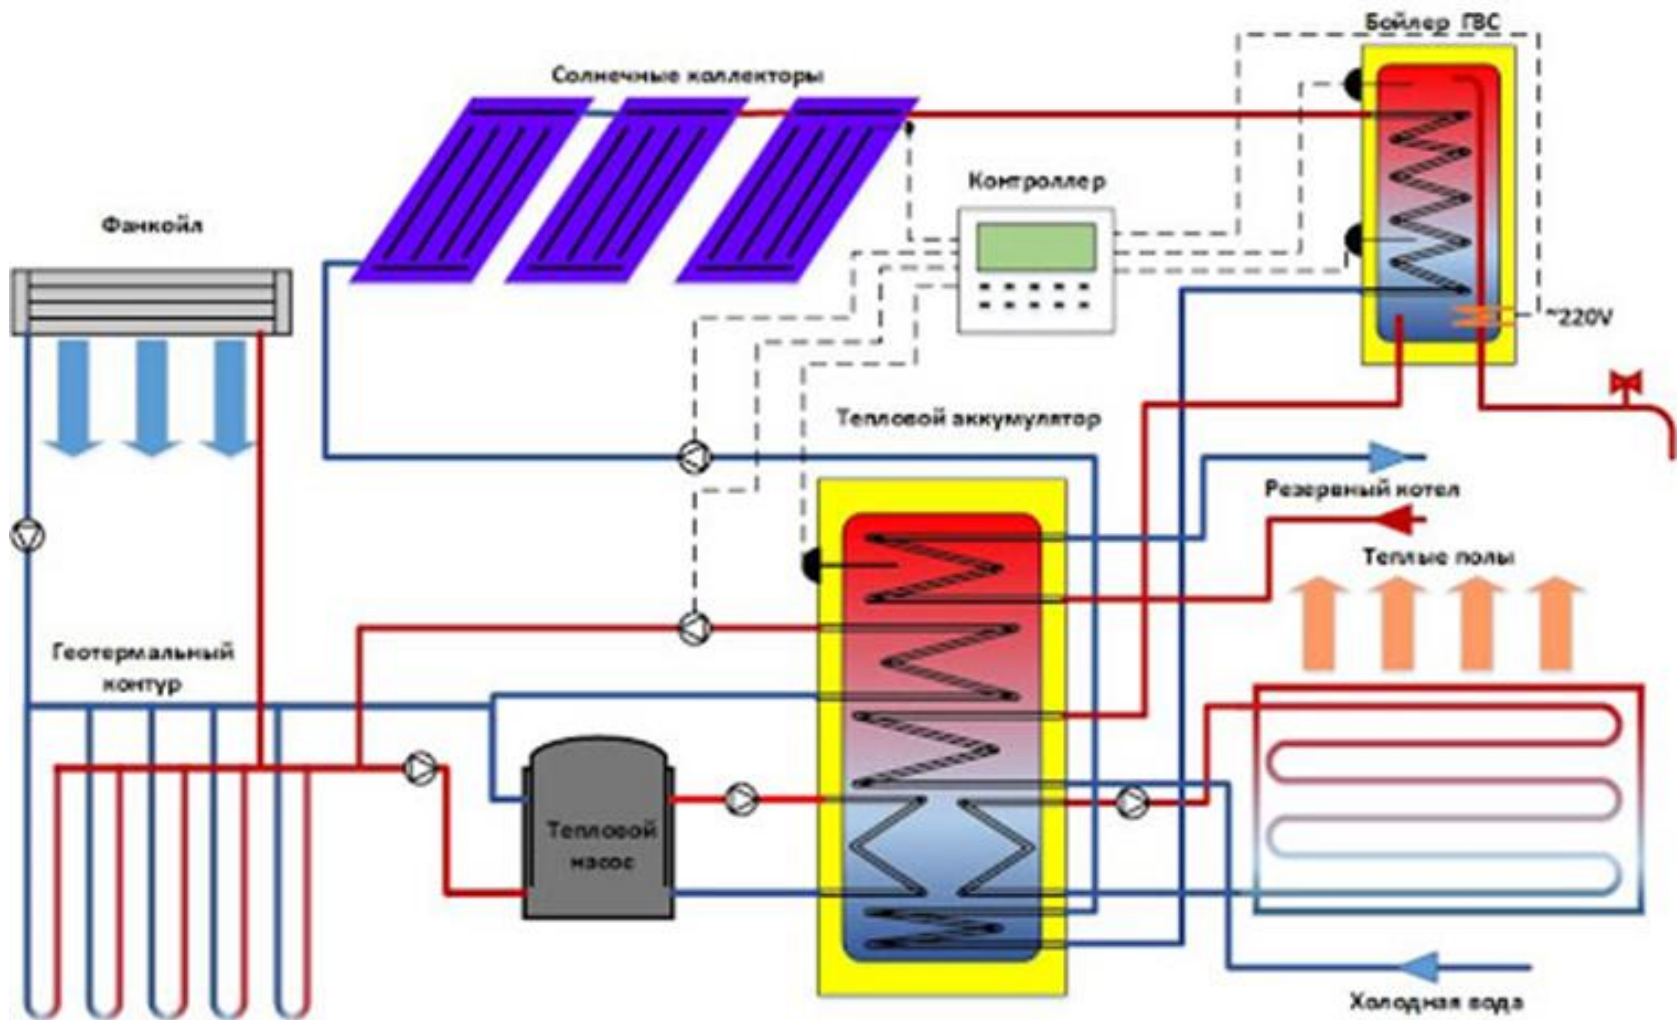 Бойлер ГВС
Солнечные коллекторы
Контроллер
Фанкойл
~220V
Тепловой аккумулятор
Резервный котел
Теплые полы
Геотермальный
контур
Тепловой
насос
Холодная вода